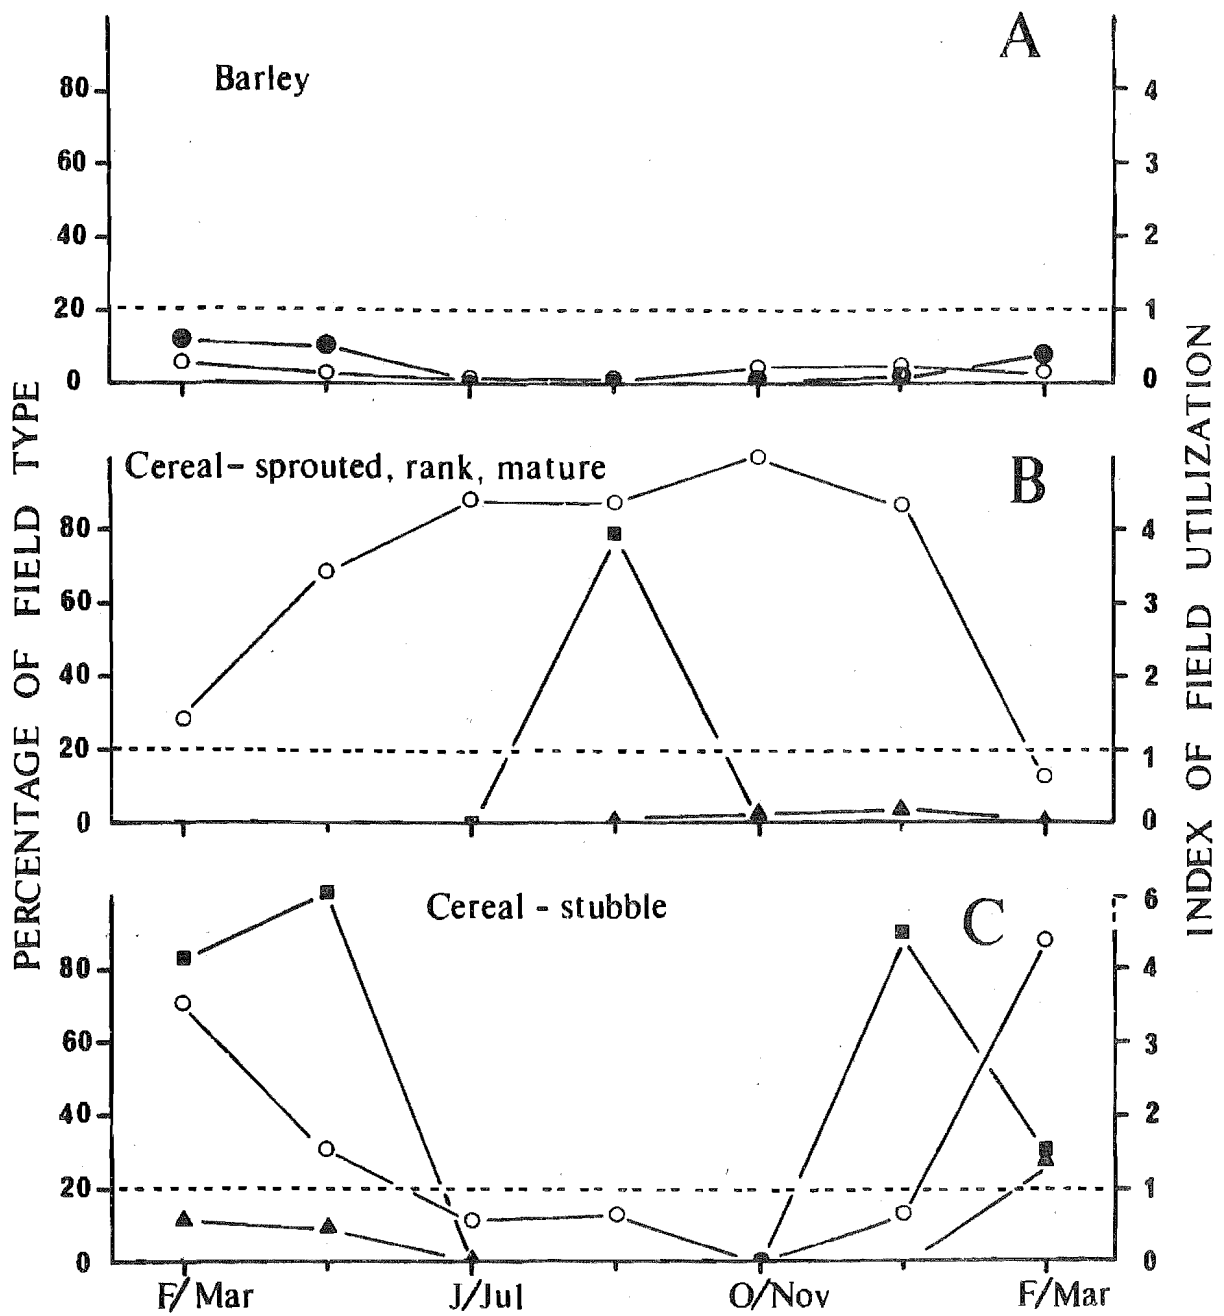 A
Barley
80
60
40
20
0
4
3
2
1
0
B
Cereal - sprouted, rank, mature
80
60
40
20
0
4
3
2
1
0
C
Cereal - stubble
80
60
40
20
0
6
4
3
2
1
0
F/Mar
J/Jul
O/Nov
F/Mar
PERCENTAGE OF FIELD TYPE
INDEX OF FIELD UTILIZATION